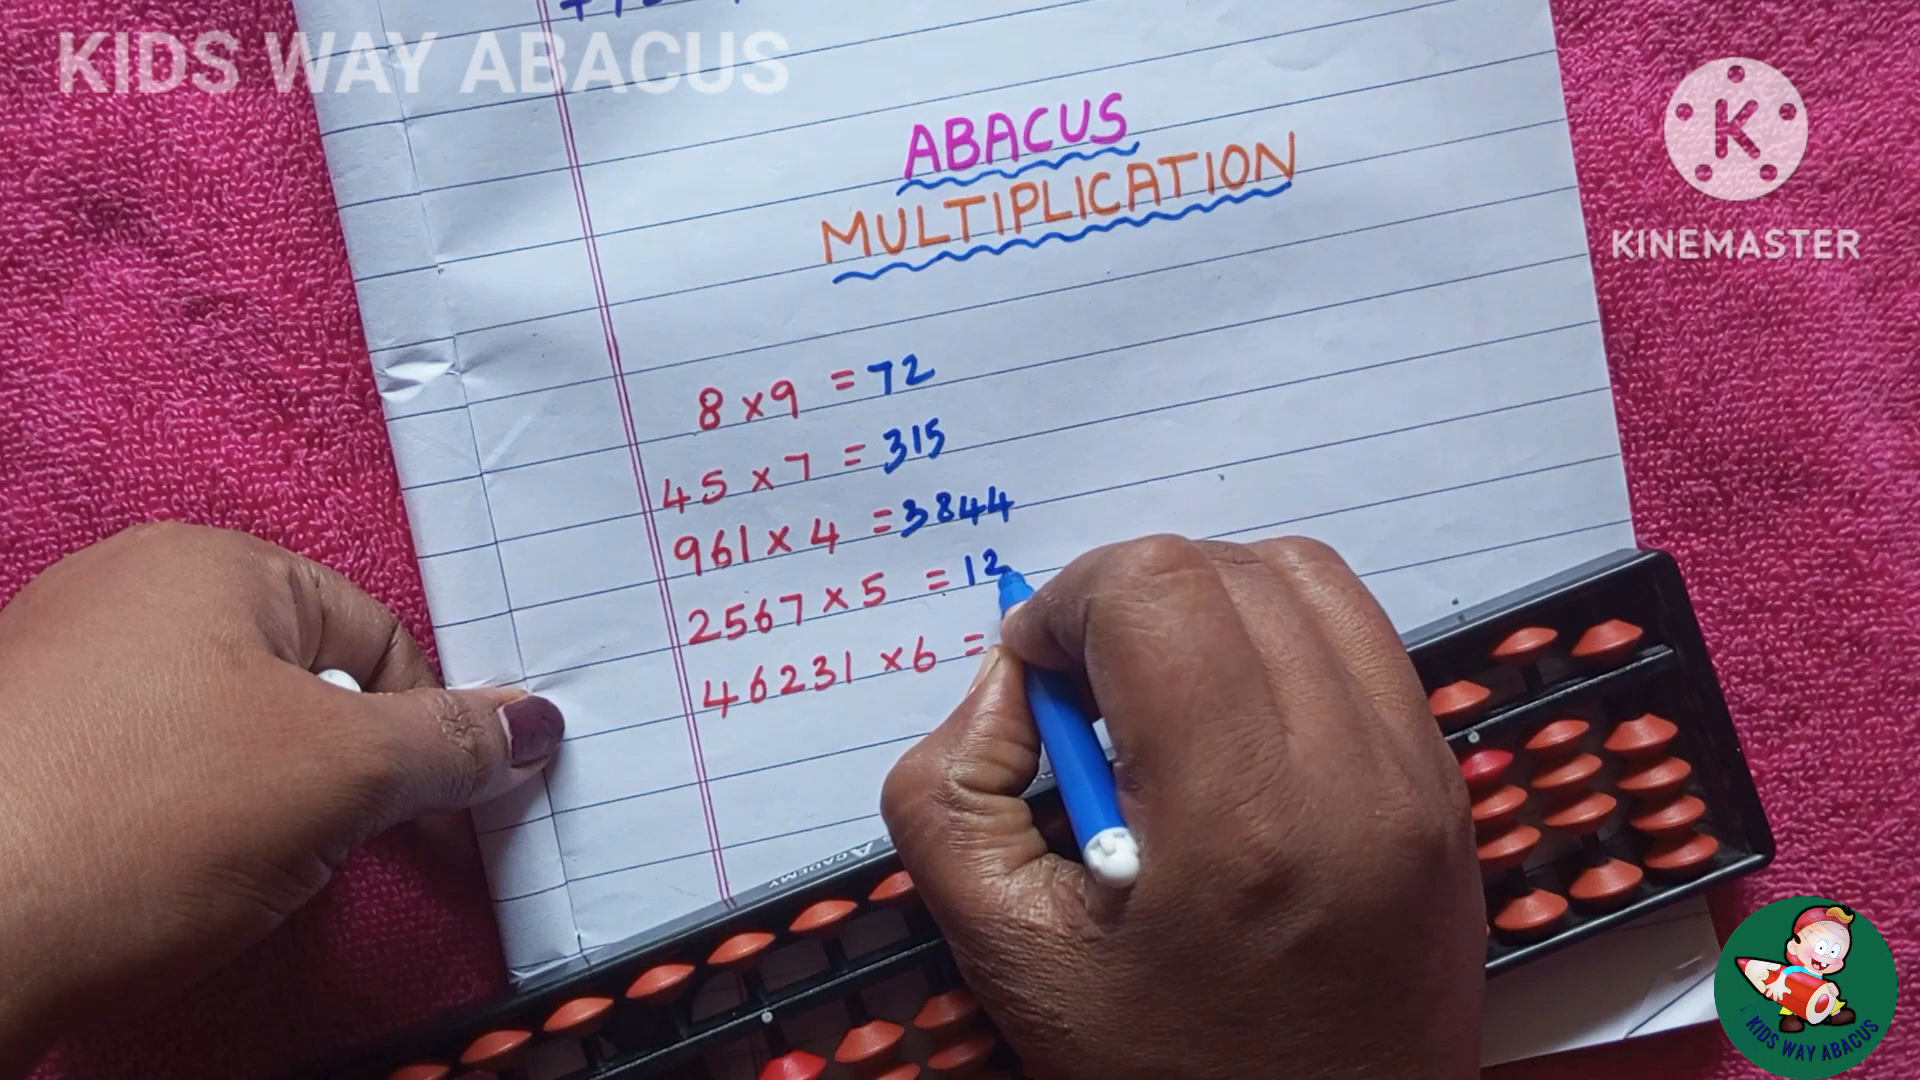 KIDS WAY ABACUS
ABACUS
MULTIPLICATION
KINEMASTER
8 × 9 = 72
45 × 7 = 315
961 × 4 = 3844
2567 × 5 = 12
46231 × 6 =
ACADEMY
KIDS WAY ABACUS